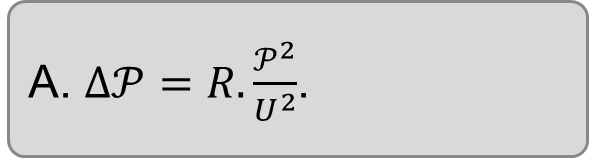 A. Δ𝒫 = R.𝒫²/U².